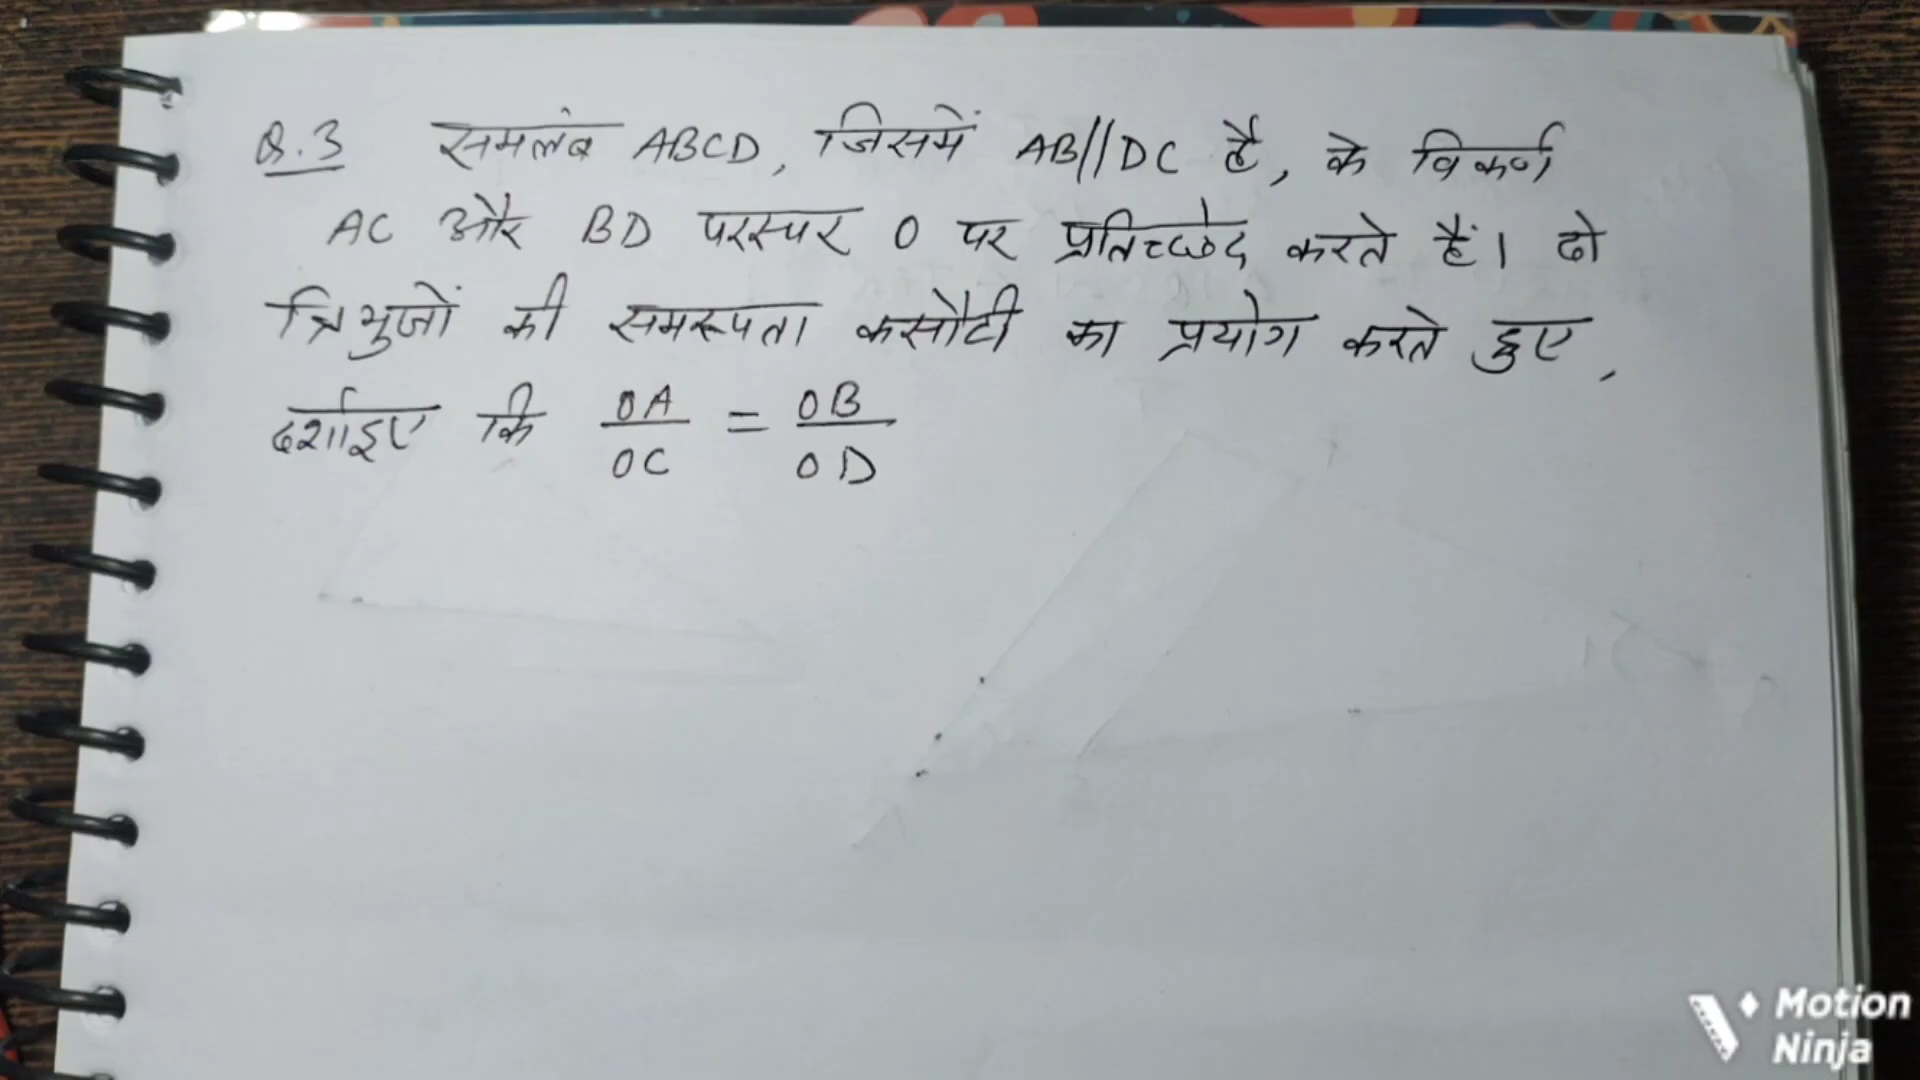 Q.3 समलंब ABCD, जिसमें AB//DC है, के विकर्ण
AC और BD परस्पर O पर प्रतिच्छेद करते हैं। दो
त्रिभुजों की समरूपता कसौटी का प्रयोग करते हुए,
दर्शाइए कि OA/OC = OB/OD
Motion
Ninja